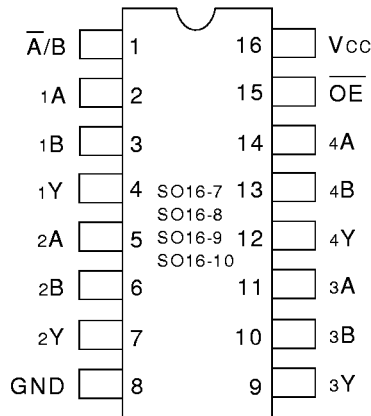 A̅/B 1 16 VCC
1A 2 15 O̅E̅
1B 3 14 4A
1Y 4 SO16-7 13 4B
SO16-8
2A 5 SO16-9 12 4Y
SO16-10
2B 6 11 3A
2Y 7 10 3B
GND 8 9 3Y